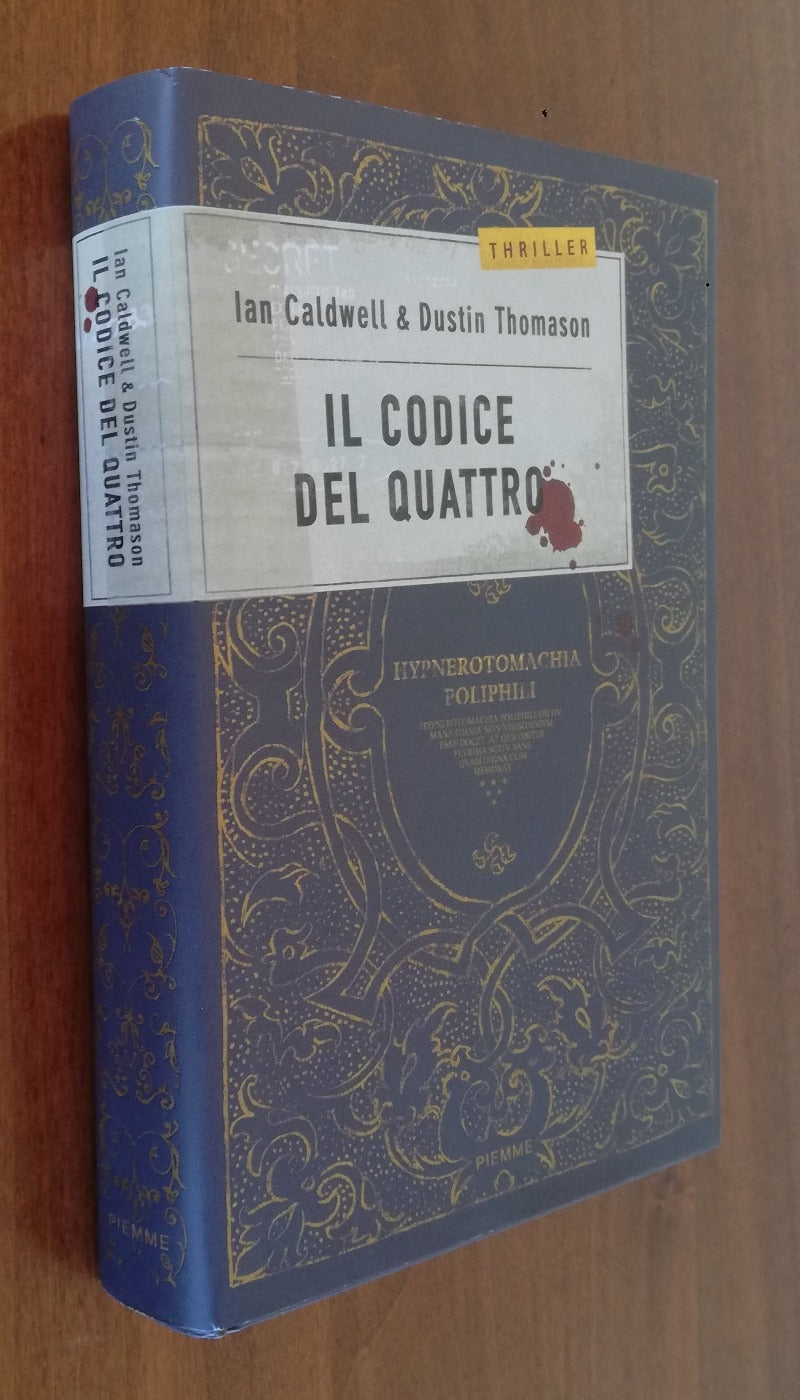 THRILLER
Ian Caldwell & Dustin Thomason
IL CODICE
DEL QUATTRO
HYPNEROTOMACHIA
POLIPHILI
PIEMME
Ian Caldwell & Dustin Thomason
IL CODICE DEL QUATTRO
PIEMME